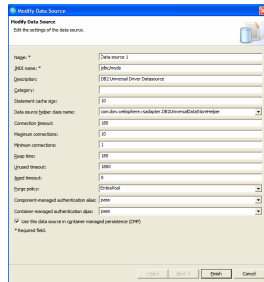 Modify Data Source
Modify Data Source
Edit the settings of the data source.
Name: * Data source 1
JNDI name: * jdbc/myds
Description: DB2 Universal Driver Datasource
Category:
Statement cache size: 10
Data source helper class name: com.ibm.websphere.rsadapter.DB2UniversalDataStoreHelper
Connection timeout: 180
Maximum connections: 10
Minimum connections: 1
Reap time: 180
Unused timeout: 1800
Aged timeout: 0
Purge policy: EntirePool
Component-managed authentication alias: pass
Container-managed authentication alias: pass
Use this data source in container managed persistence (CMP)
* Required field.
< Back Next > Finish Cancel